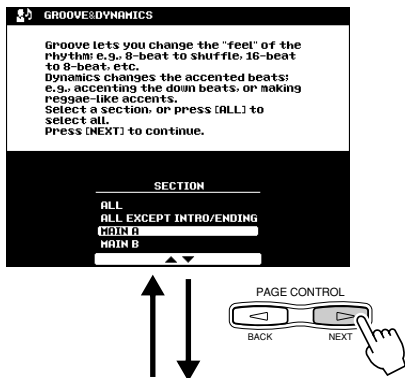 GROOVE&DYNAMICS
Groove lets you change the "feel" of the
rhythm; e.g., 8-beat to shuffle, 16-beat
to 8-beat, etc.
Dynamics changes the accented beats;
e.g., accenting the down beats, or making
reggae-like accents.
Select a section, or press [ALL] to
select all.
Press [NEXT] to continue.
SECTION
ALL
ALL EXCEPT INTRO/ENDING
MAIN A
MAIN B
PAGE CONTROL
BACK NEXT